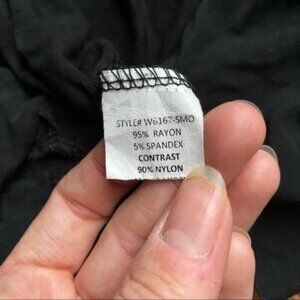 STYLE# W6167-SMO
95% RAYON
5% SPANDEX
CONTRAST
90% NYLON